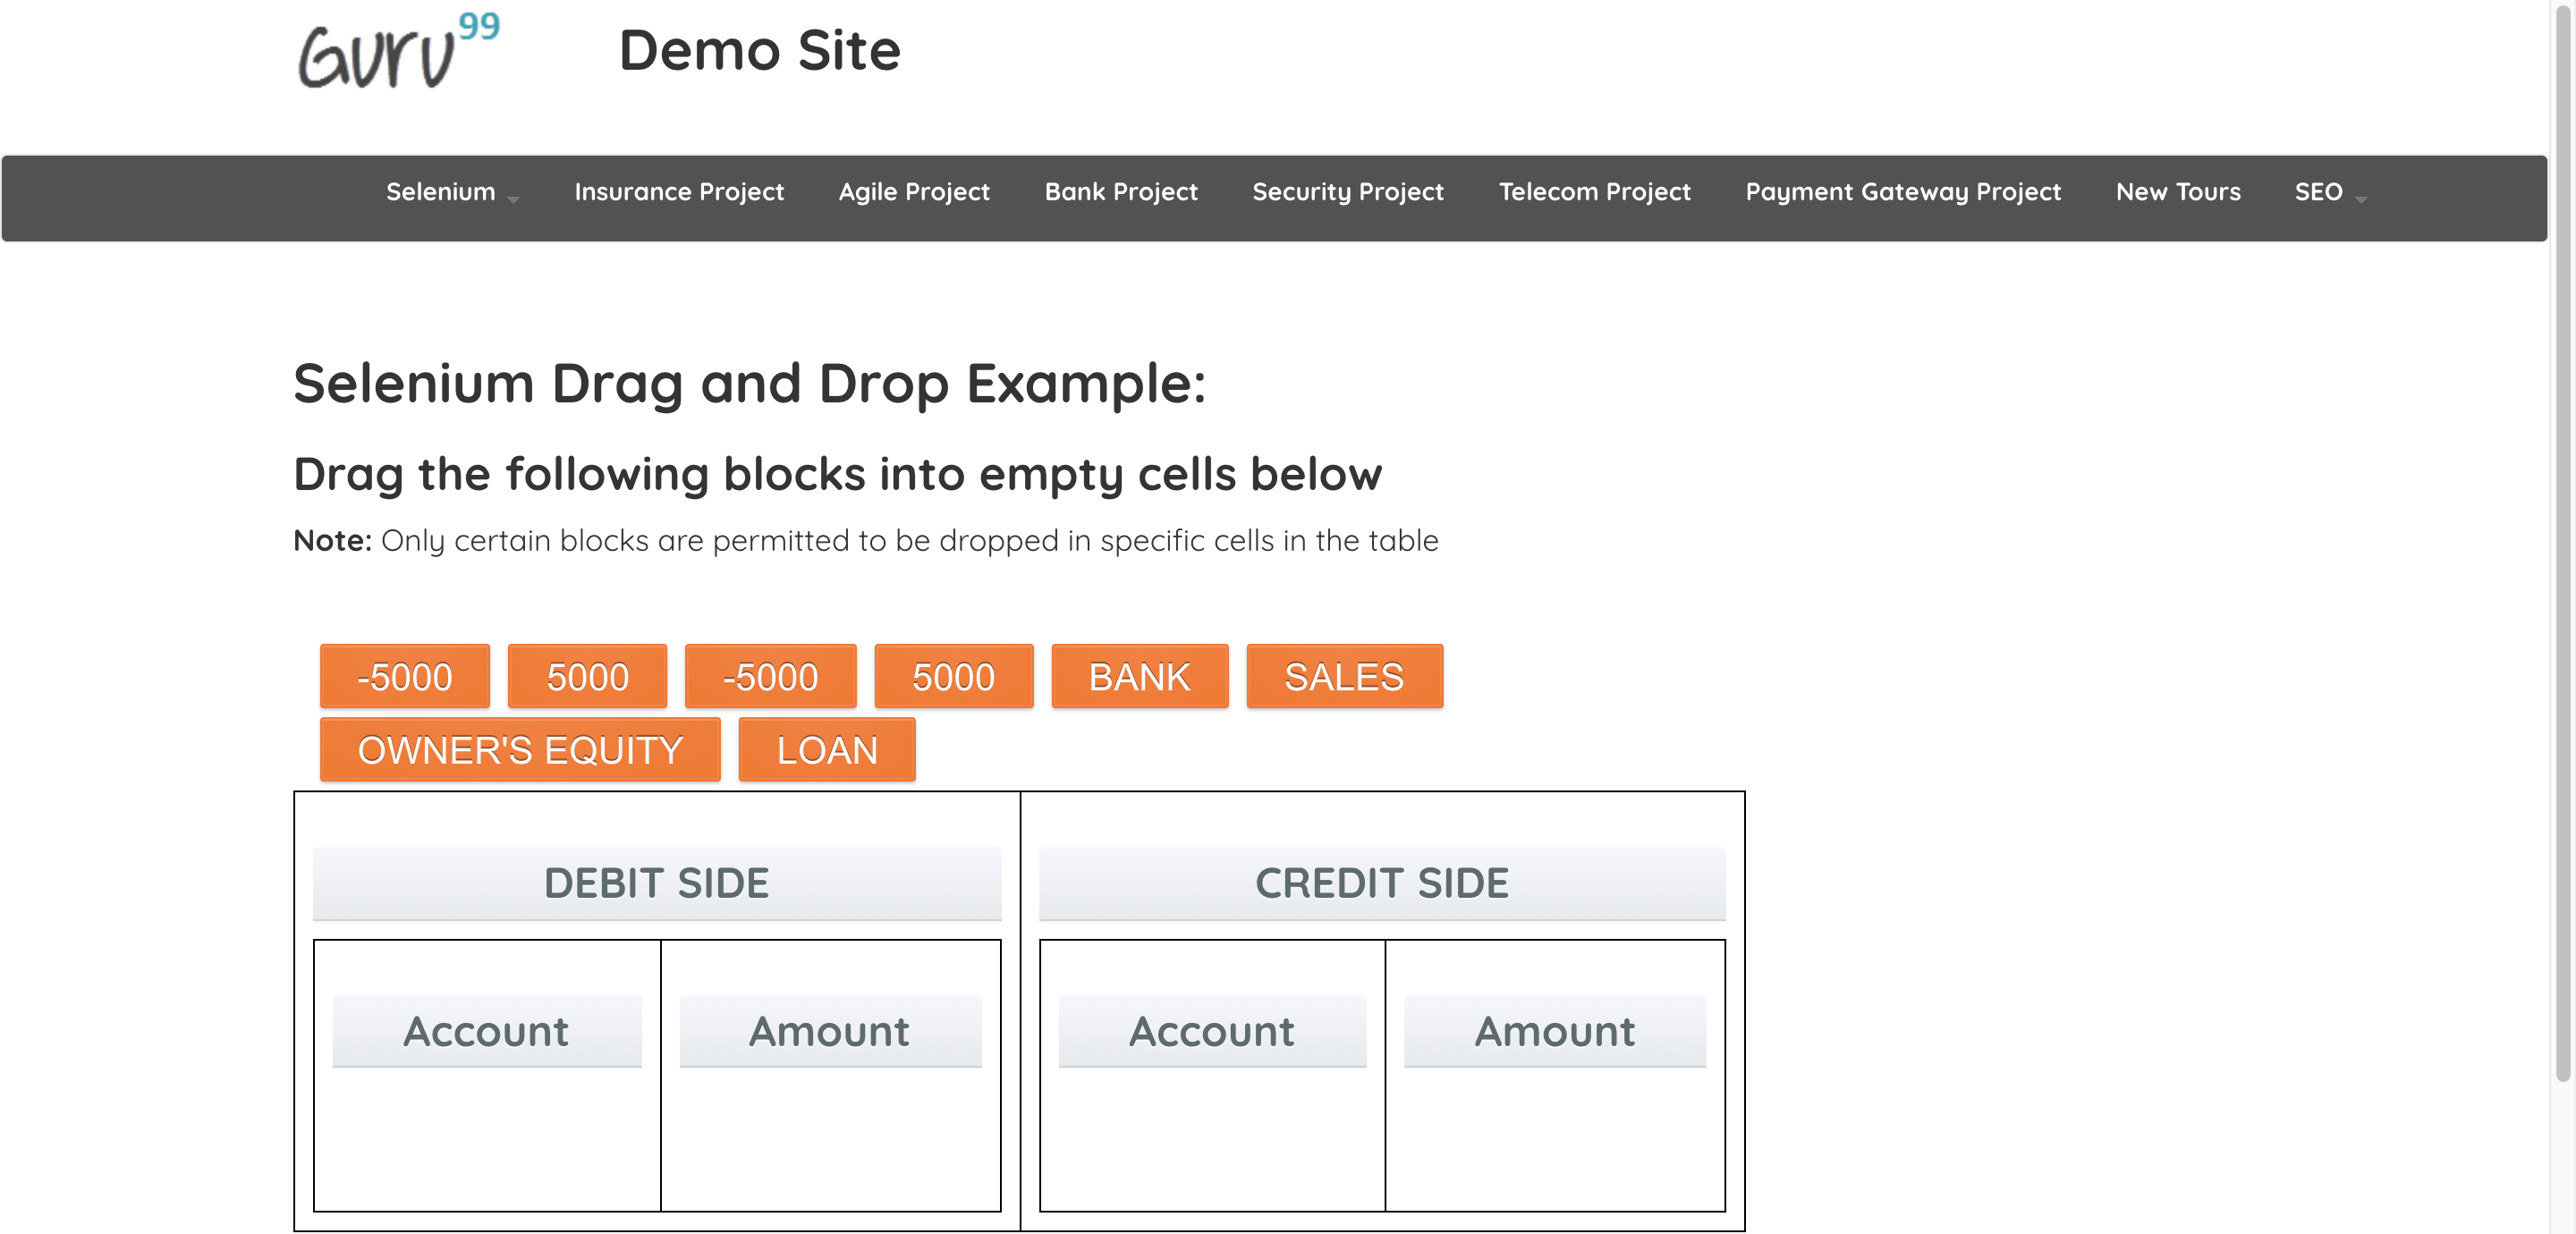 Guru99 Demo Site
Selenium Insurance Project Agile Project Bank Project Security Project Telecom Project Payment Gateway Project New Tours SEO
Selenium Drag and Drop Example:
Drag the following blocks into empty cells below
Note: Only certain blocks are permitted to be dropped in specific cells in the table
-5000 5000 -5000 5000 BANK SALES
OWNER'S EQUITY LOAN
DEBIT SIDE CREDIT SIDE
Account Amount Account Amount